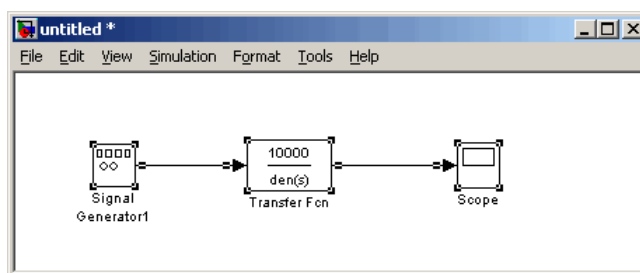 untitled *
File Edit View Simulation Format Tools Help
10000
den(s)
Signal
Generator1
Transfer Fcn
Scope